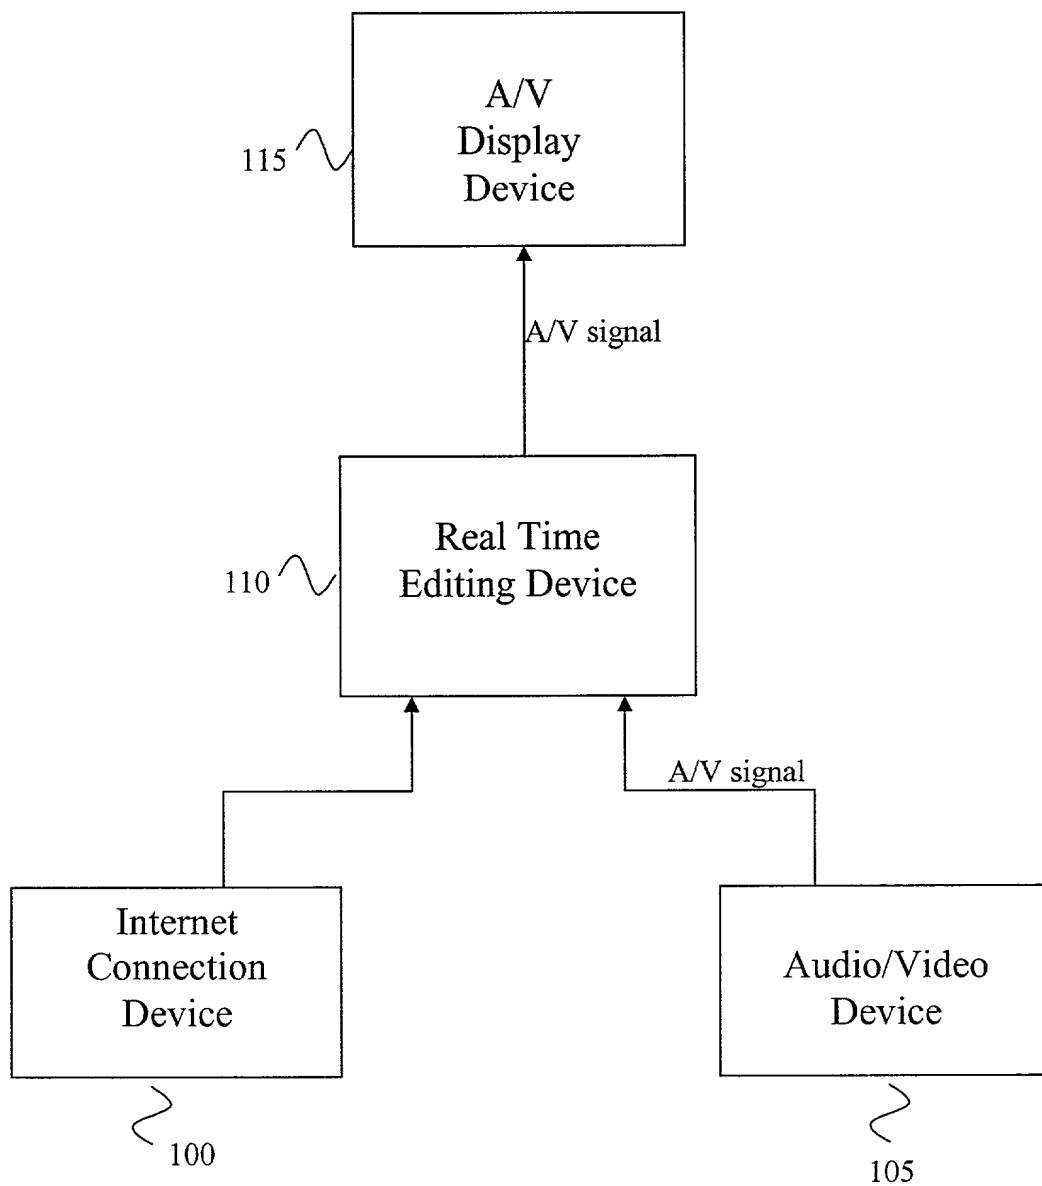 A/V
Display
Device
115
A/V signal
Real Time
Editing Device
110
A/V signal
Internet
Connection
Device
Audio/Video
Device
100
105